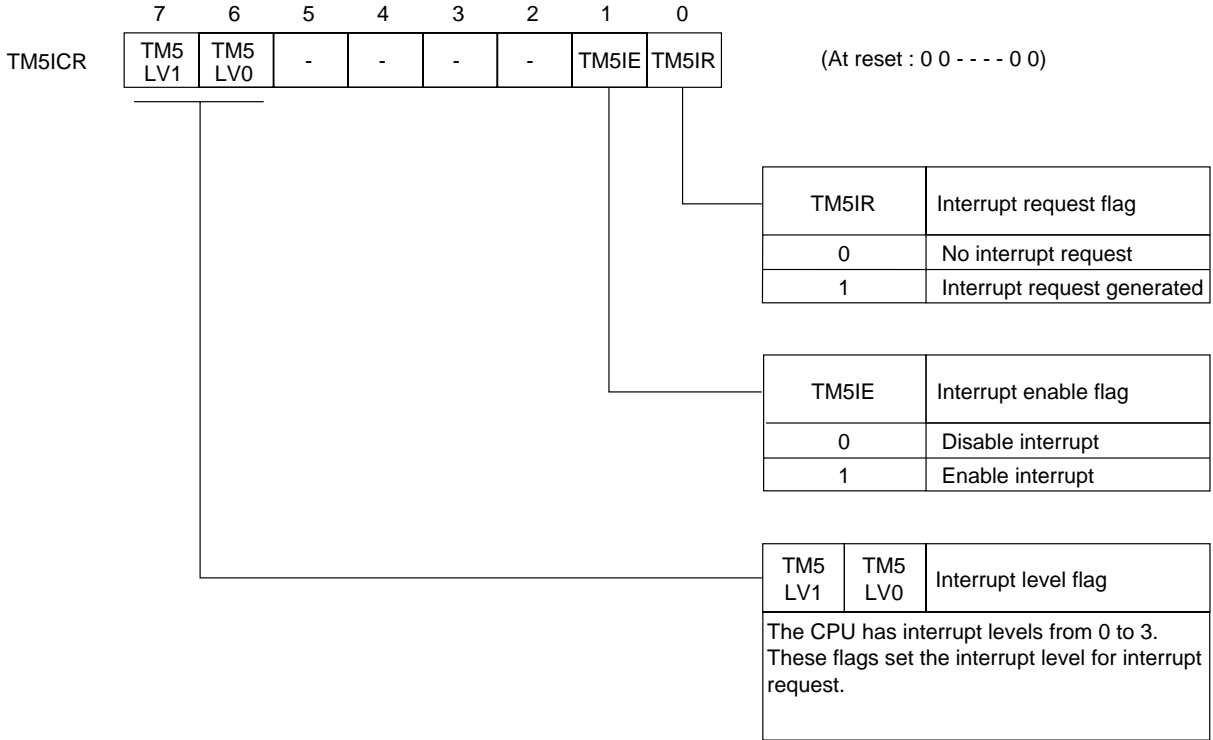 7 6 5 4 3 2 1 0
TM5ICR TM5 LV1 TM5 LV0 - - - - TM5IE TM5IR (At reset : 0 0 - - - - 0 0)
TM5IR Interrupt request flag
0 No interrupt request
1 Interrupt request generated
TM5IE Interrupt enable flag
0 Disable interrupt
1 Enable interrupt
TM5 LV1 TM5 LV0 Interrupt level flag
The CPU has interrupt levels from 0 to 3.
These flags set the interrupt level for interrupt
request.